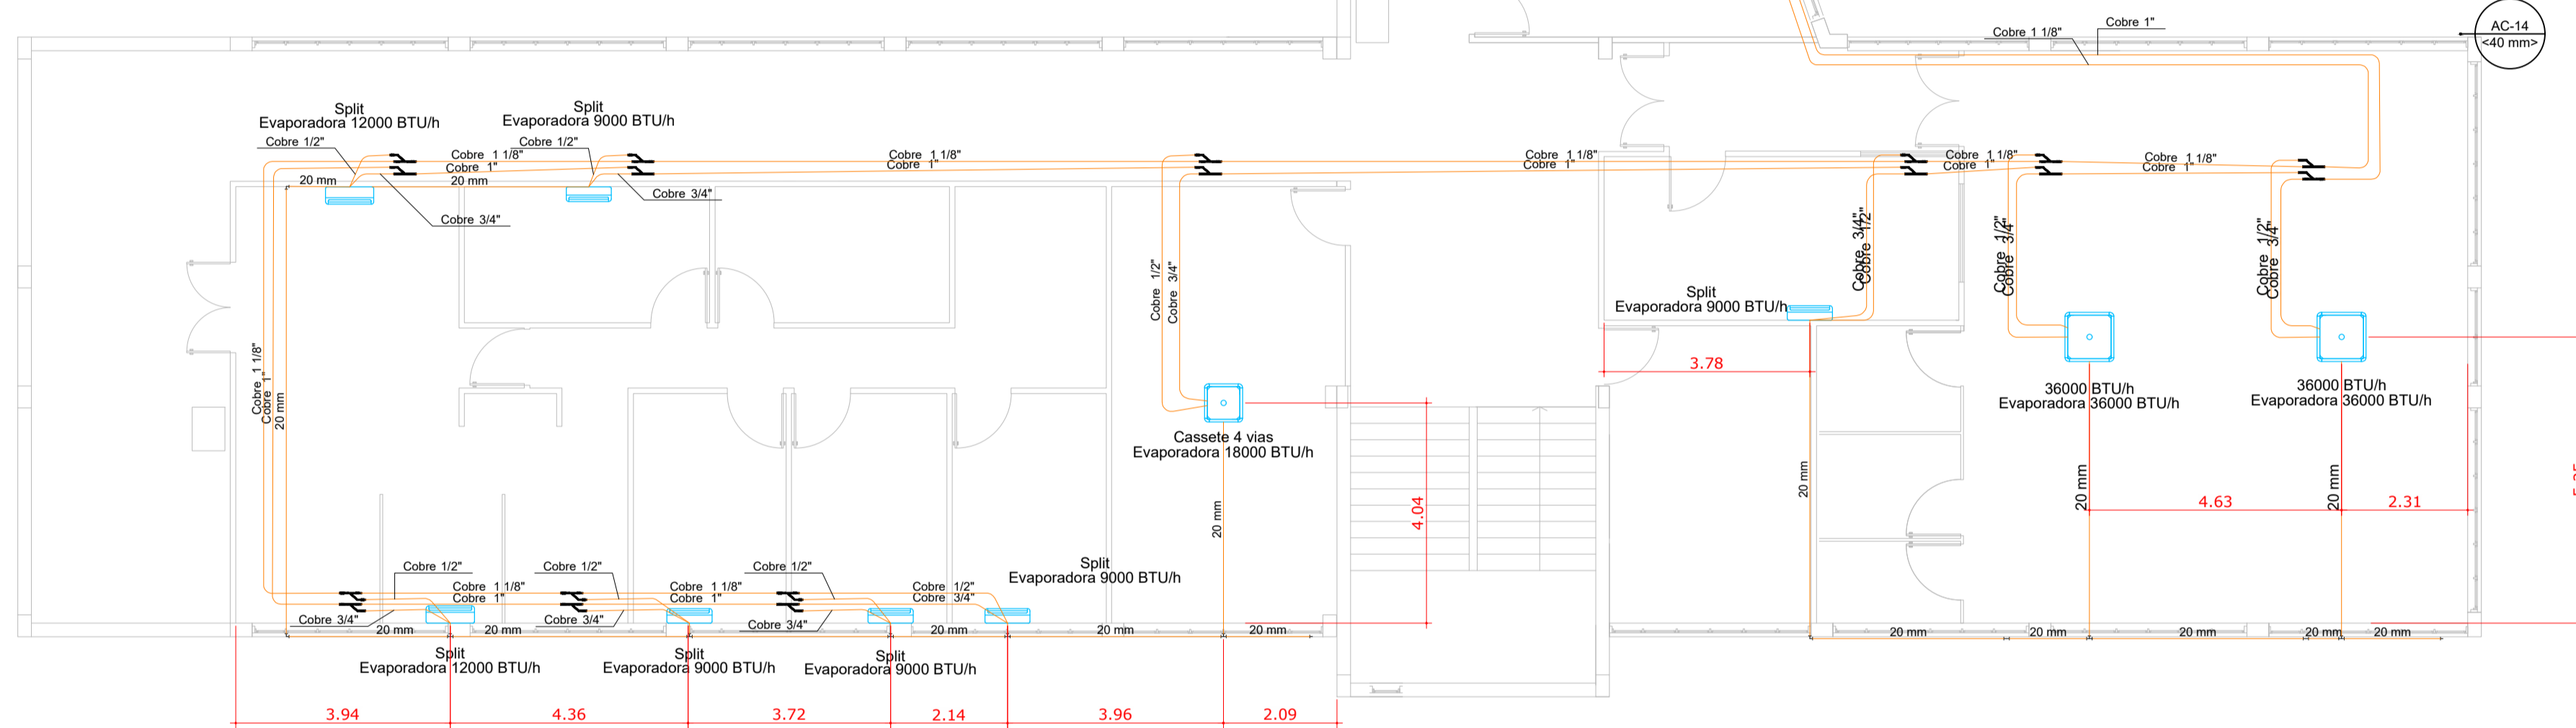 Cobre 1"
Cobre 1 1/8"
AC-14
<40 mm>
Split
Evaporadora 12000 BTU/h
Split
Evaporadora 9000 BTU/h
Cobre 1/2"
Cobre 1 1/8"
Cobre 1"
Cobre 1/2"
Cobre 1 1/8"
Cobre 1"
Cobre 1 1/8"
Cobre 1"
Cobre 1 1/8"
Cobre 1"
Cobre 1 1/8"
Cobre 1"
20 mm
20 mm
Cobre 3/4"
Cobre 3/4"
Cobre 1/2"
Cobre 3/4"
Cobre 3/4"
Cobre 1/2"
Cobre 1/2"
Cobre 3/4"
Cobre 1/2"
Cobre 3/4"
Split
Evaporadora 9000 BTU/h
3.78
Cobre 1 1/8"
Cobre 1"
20 mm
36000 BTU/h
Evaporadora 36000 BTU/h
36000 BTU/h
Evaporadora 36000 BTU/h
Cassete 4 vias
Evaporadora 18000 BTU/h
20 mm
4.04
20 mm
20 mm
4.63
20 mm
2.31
Split
Evaporadora 9000 BTU/h
Cobre 1/2"
Cobre 1 1/8"
Cobre 1"
Cobre 1/2"
Cobre 1 1/8"
Cobre 1"
Cobre 1/2"
Cobre 1/2"
Cobre 3/4"
Cobre 3/4"
Cobre 3/4"
Cobre 3/4"
20 mm
20 mm
20 mm
20 mm
20 mm
20 mm
20 mm
20 mm
20 mm
20 mm
Split
Evaporadora 12000 BTU/h
Split
Evaporadora 9000 BTU/h
Split
Evaporadora 9000 BTU/h
3.94
4.36
3.72
2.14
3.96
2.09